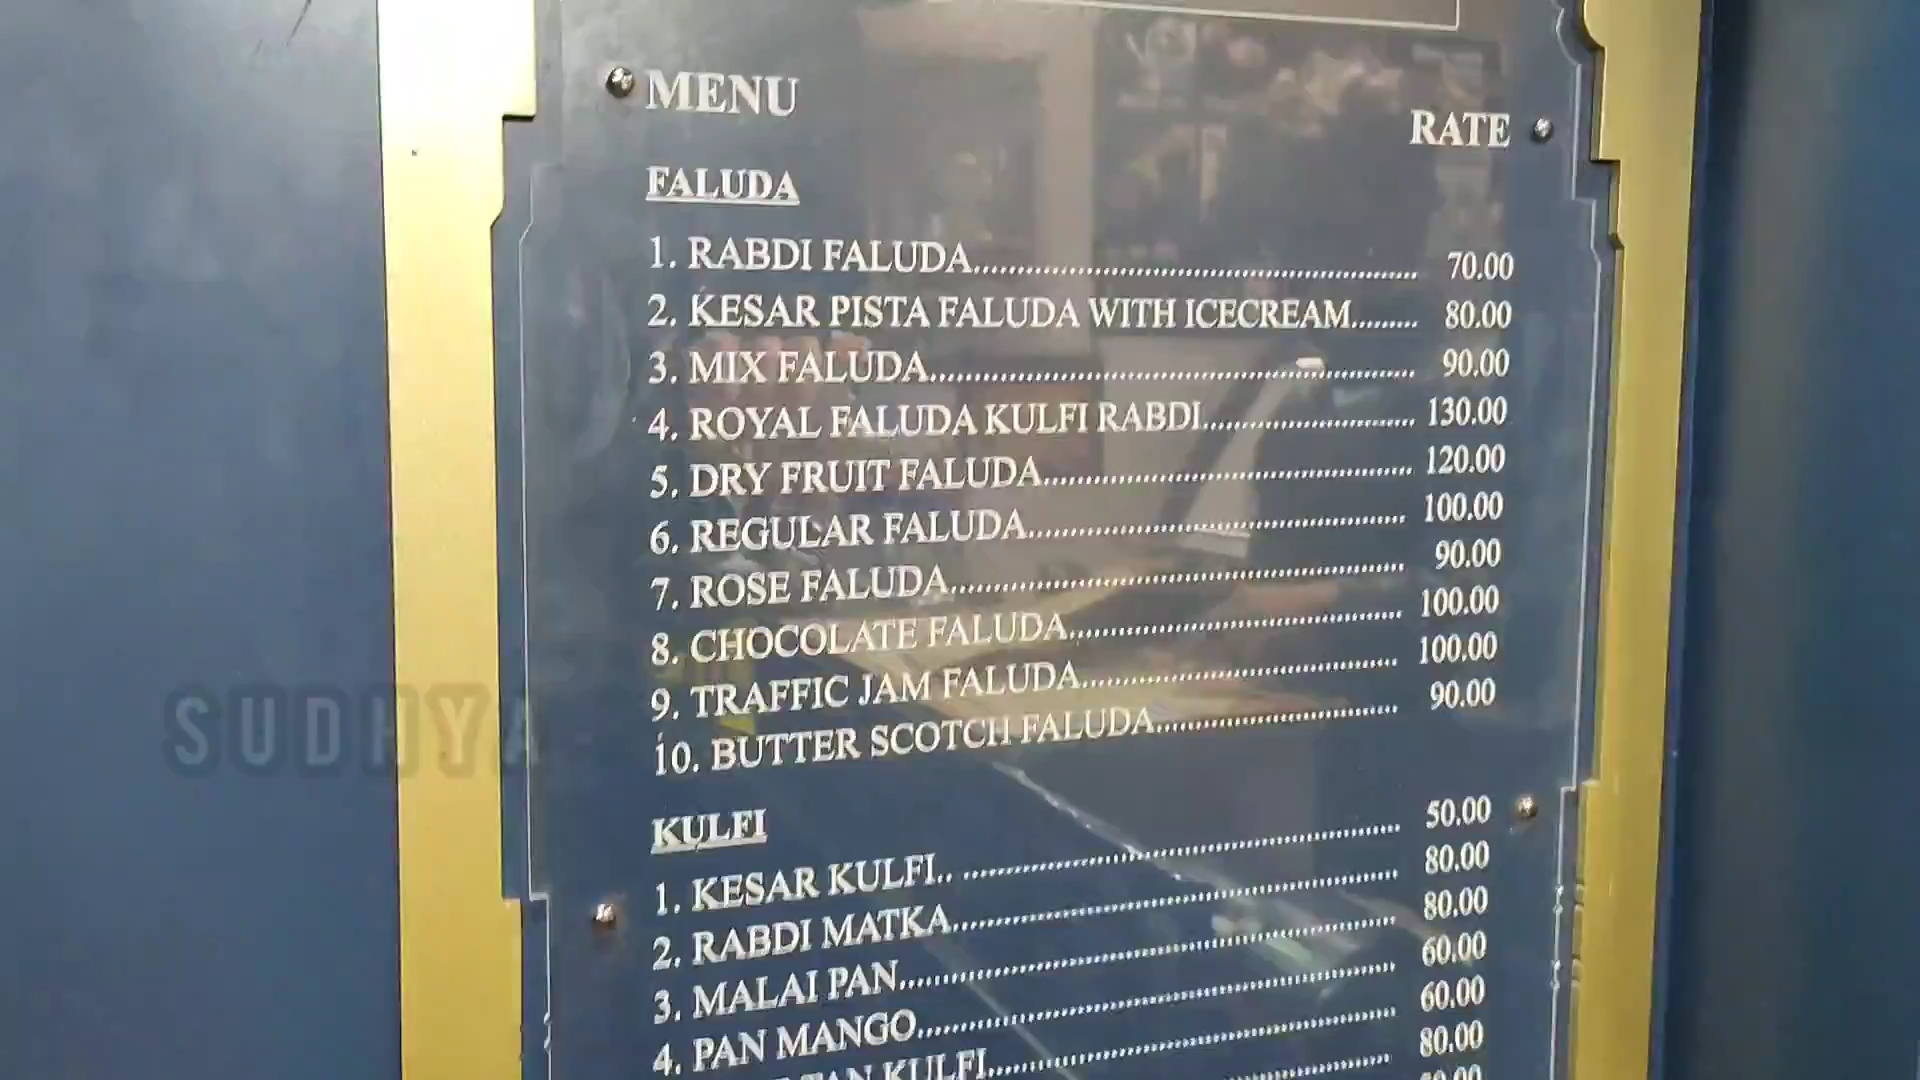 MENU
RATE
FALUDA
1. RABDI FALUDA 70.00
2. KESAR PISTA FALUDA WITH ICECREAM 80.00
3. MIX FALUDA 90.00
4. ROYAL FALUDA KULFI RABDI 130.00
5. DRY FRUIT FALUDA 120.00
6. REGULAR FALUDA 100.00
7. ROSE FALUDA 90.00
8. CHOCOLATE FALUDA 100.00
9. TRAFFIC JAM FALUDA 100.00
10. BUTTER SCOTCH FALUDA 90.00
KULFI
1. KESAR KULFI 50.00
2. RABDI MATKA 80.00
3. MALAI PAN 80.00
4. PAN MANGO 60.00
KULFI 60.00
80.00
SUDHYA